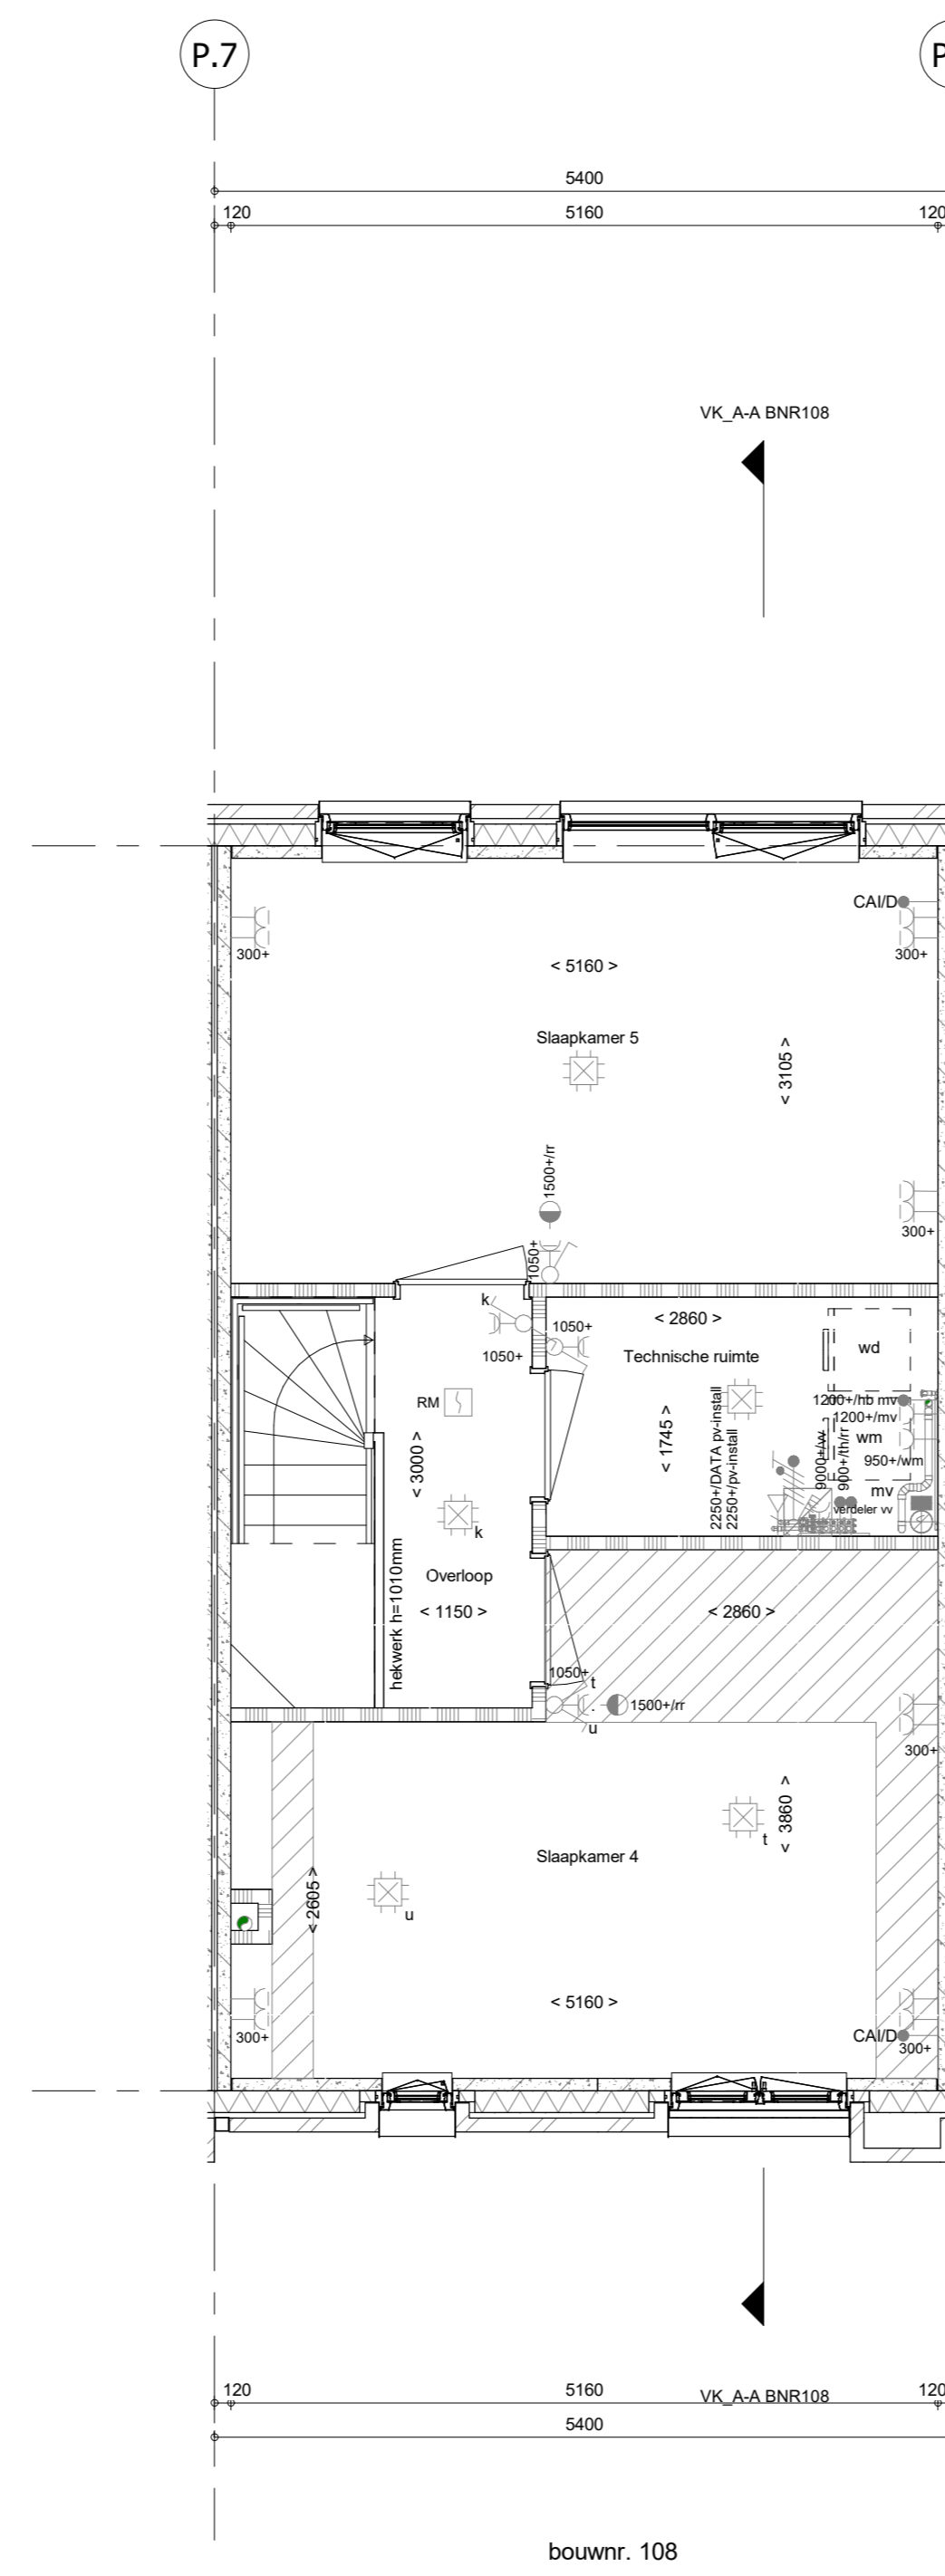 P.7
P
5400
120
5160
120
VK_A-A BNR108
CAI/D
300+
300+
< 5160 >
Slaapkamer 5
< 3105 >
1500+/rr
300+
1050+
k
1050+
1050+
< 2860 >
Technische ruimte
wd
RM
1200+/hb mv
1200+/mv
< 3000 >
< 1745 >
2250+/DATA pv-install
2250+/pv-install
wm
950+/wm
900+/th/rr
mv
verdeler vv
k
Overloop
< 1150 >
hekwerk h=1010mm
< 2860 >
1050+
t
1500+/rr
u
300+
< 3860 >
t
Slaapkamer 4
< 2605 >
u
< 5160 >
300+
CAI/D
300+
120
5160
VK_A-A BNR108
120
5400
bouwnr. 108